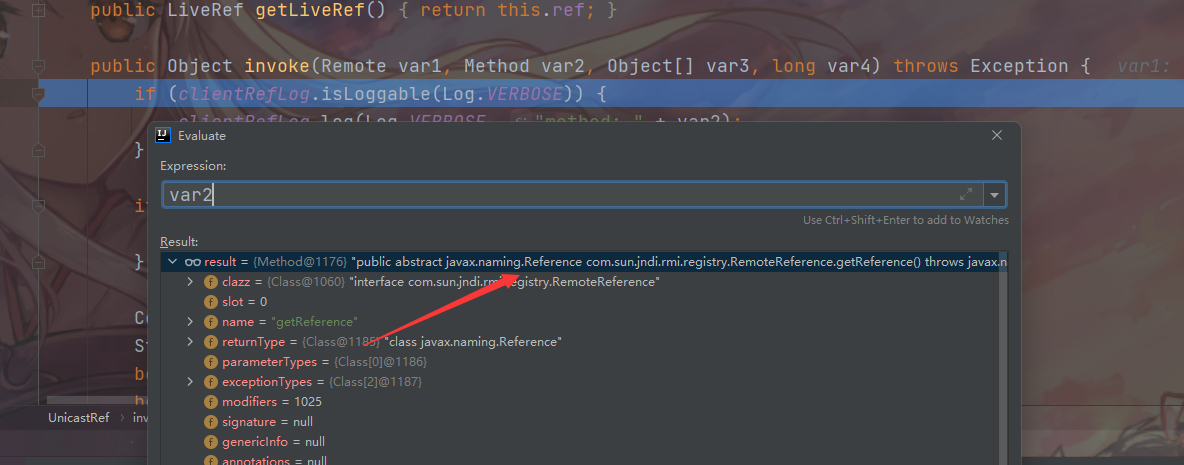 public LiveRef getLiveRef() { return this.ref; }
public Object invoke(Remote var1, Method var2, Object[] var3, long var4) throws Exception { var1:
if (clientRefLog.isLoggable(Log.VERBOSE)) {
clientRefLog.log(Log.VERBOSE, "method: " + var2);
}
Evaluate
Expression:
var2
Use Ctrl+Shift+Enter to add to Watches
Result:
result = {Method@1176} "public abstract javax.naming.Reference com.sun.jndi.rmi.registry.RemoteReference.getReference() throws javax.n
clazz = {Class@1060} "interface com.sun.jndi.rmi.registry.RemoteReference"
slot = 0
name = "getReference"
returnType = {Class@1185} "class javax.naming.Reference"
parameterTypes = {Class[0]@1186}
exceptionTypes = {Class[2]@1187}
modifiers = 1025
signature = null
genericInfo = null
annotations = null
if
}
Co
St
bo
UnicastRef
inv